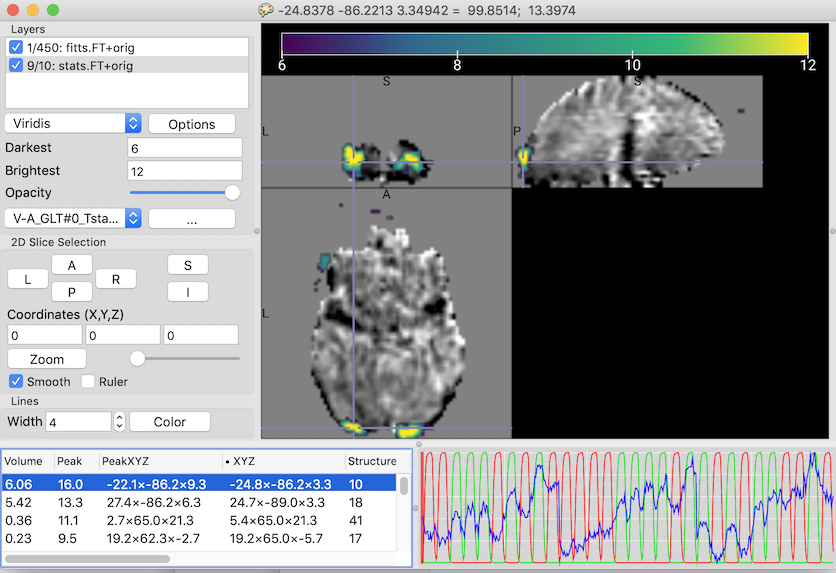 -24.8378 -86.2213 3.34942 = 99.8514; 13.3974
Layers
1/450: fitts.FT+orig
9/10: stats.FT+orig
Viridis Options
Darkest 6
Brightest 12
Opacity
V-A_GLT#0_Tsta... ...
2D Slice Selection
A S
L R
P I
Coordinates (X,Y,Z)
0 0 0
Zoom
Smooth Ruler
Lines
Width 4 Color
6 8 10 12
S S
L P
A
L
Volume Peak PeakXYZ • XYZ Structure
6.06 16.0 -22.1×-86.2×9.3 -24.8×-86.2×3.3 10
5.42 13.3 27.4×-86.2×6.3 24.7×-89.0×3.3 18
0.36 11.1 2.7×65.0×21.3 5.4×65.0×21.3 41
0.23 9.5 19.2×62.3×-2.7 19.2×65.0×-5.7 17